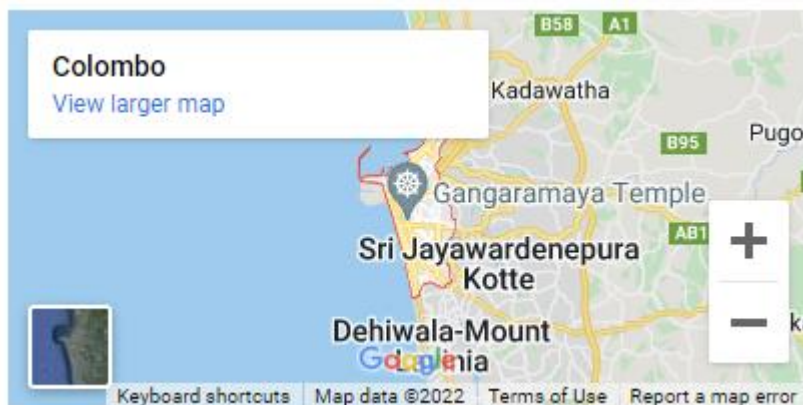 B58
A1
Colombo
View larger map
Kadawatha
B95
Pugo
Gangaramaya Temple
AB1
+
Sri Jayawardenepura
Kotte
−
k
Dehiwala-Mount
Google
inia
Keyboard shortcuts
Map data ©2022
Terms of Use
Report a map error